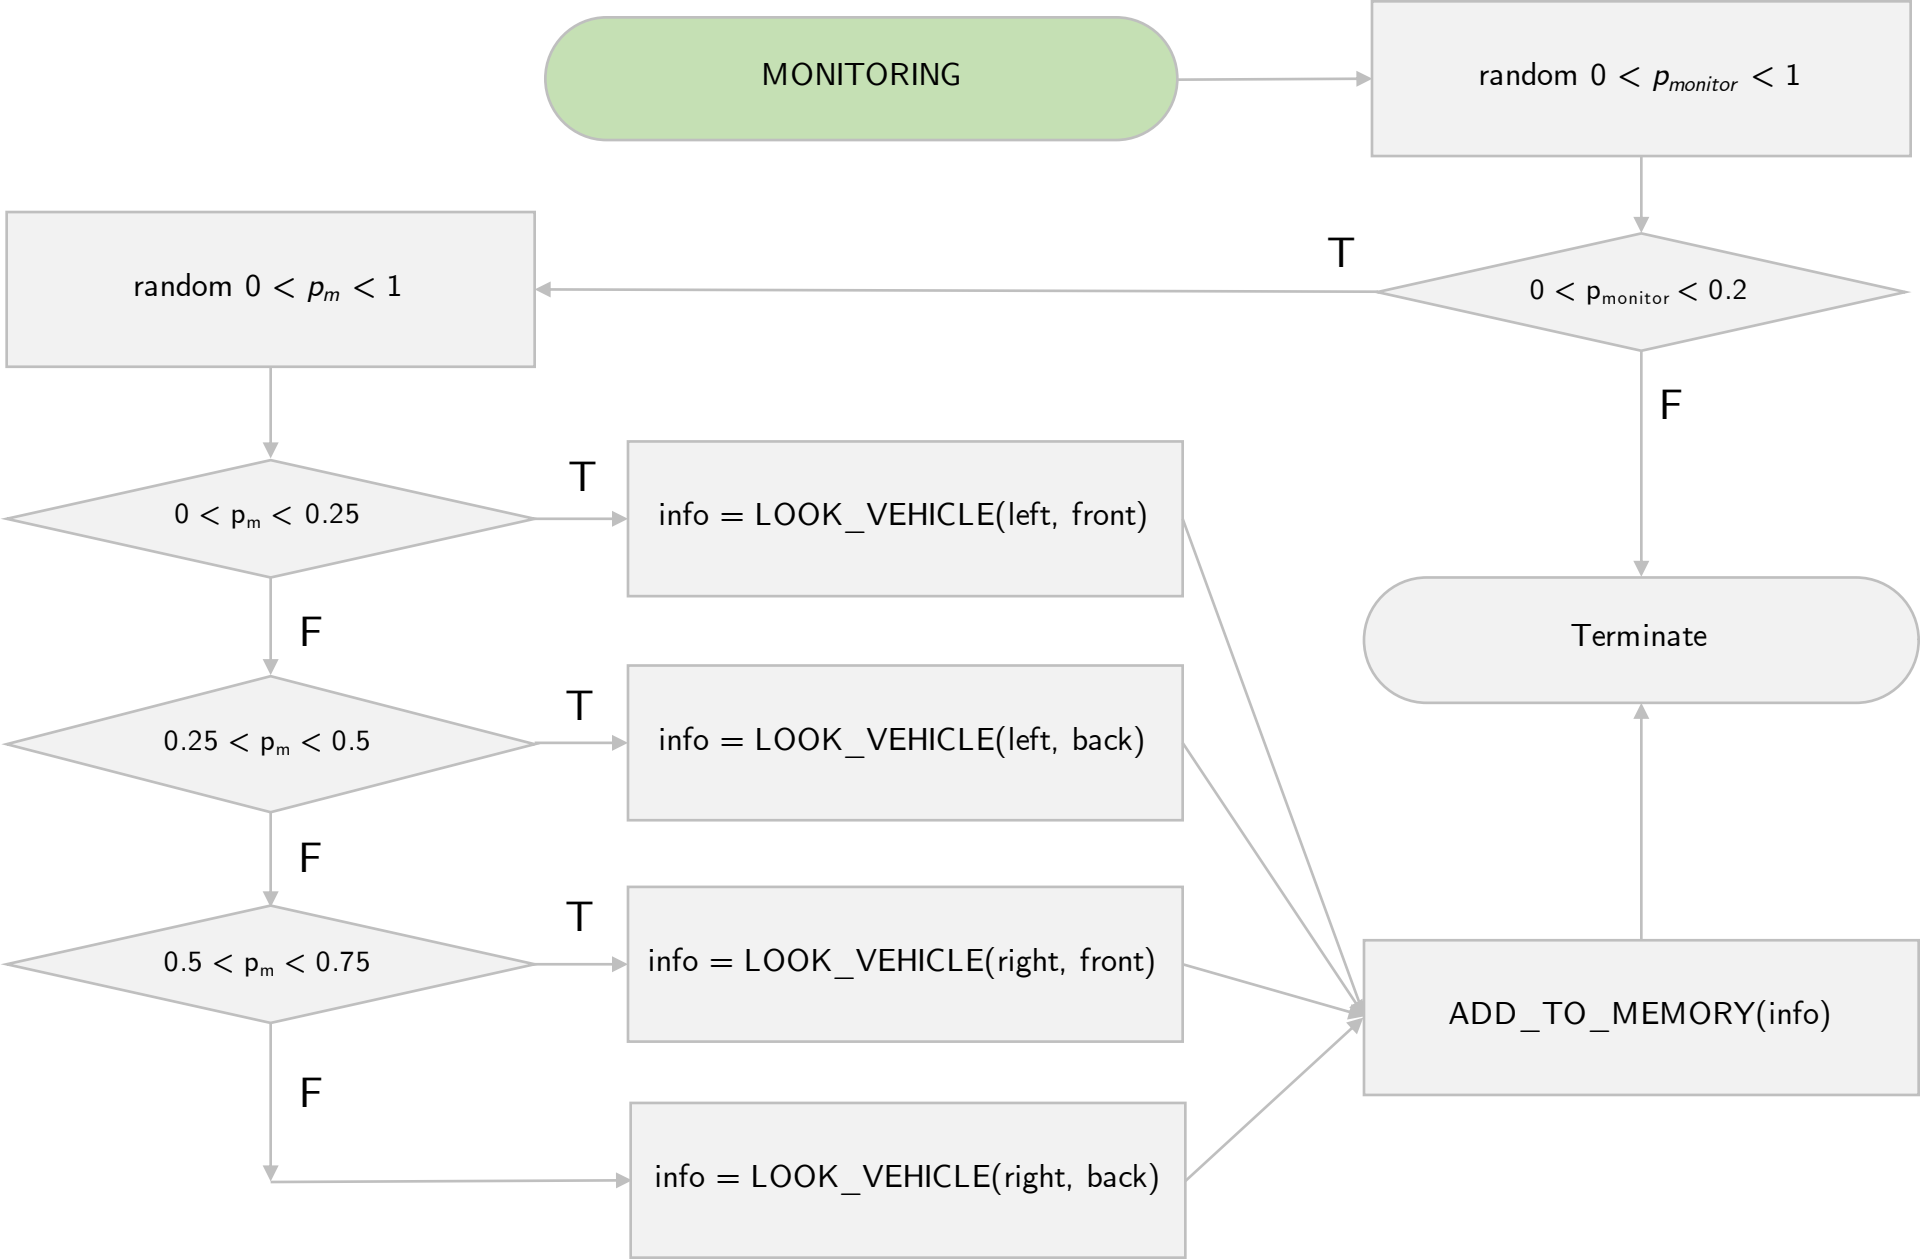 MONITORING
random 0 < p_monitor < 1
T
0 < p_monitor < 0.2
random 0 < p_m < 1
F
0 < p_m < 0.25
T
info = LOOK_VEHICLE(left, front)
F
Terminate
0.25 < p_m < 0.5
T
info = LOOK_VEHICLE(left, back)
F
0.5 < p_m < 0.75
T
info = LOOK_VEHICLE(right, front)
ADD_TO_MEMORY(info)
F
info = LOOK_VEHICLE(right, back)